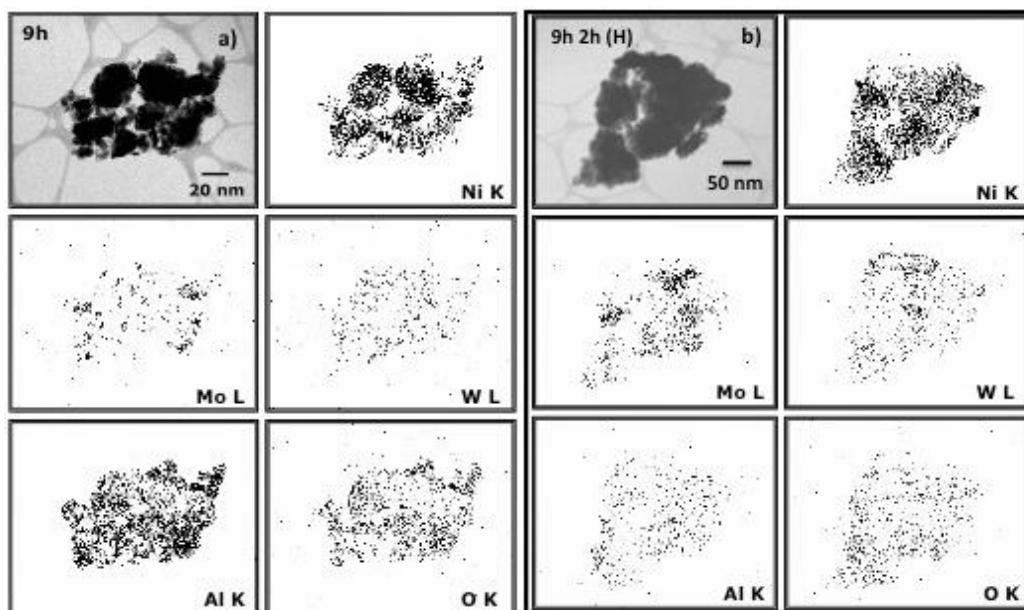 9h
a)
20 nm
Ni K
9h 2h (H)
b)
50 nm
Ni K
Mo L
W L
Mo L
W L
Al K
O K
Al K
O K